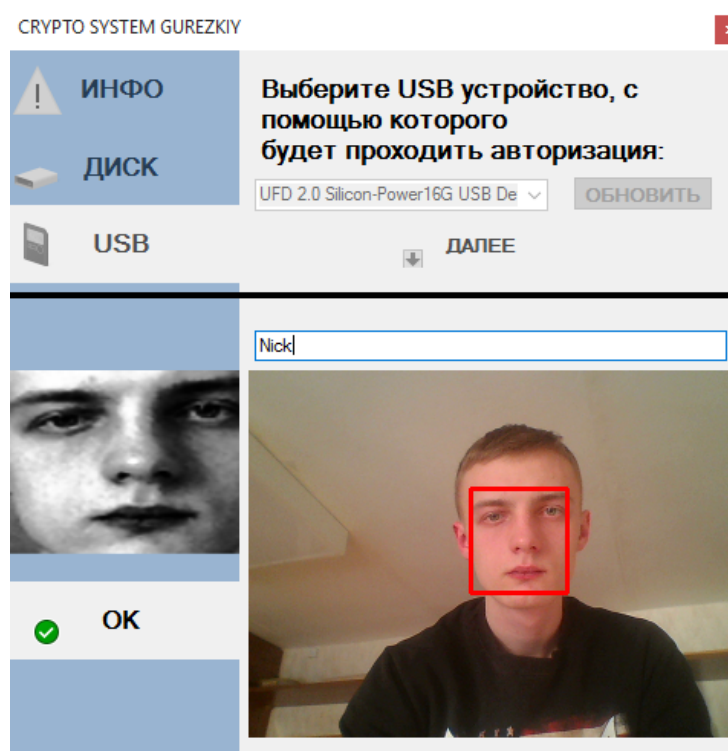 CRYPTO SYSTEM GUREZKIY
ИНФО
ДИСК
USB
Выберите USB устройство, с
помощью которого
будет проходить авторизация:
UFD 2.0 Silicon-Power16G USB De
ОБНОВИТЬ
ДАЛЕЕ
Nick
OK